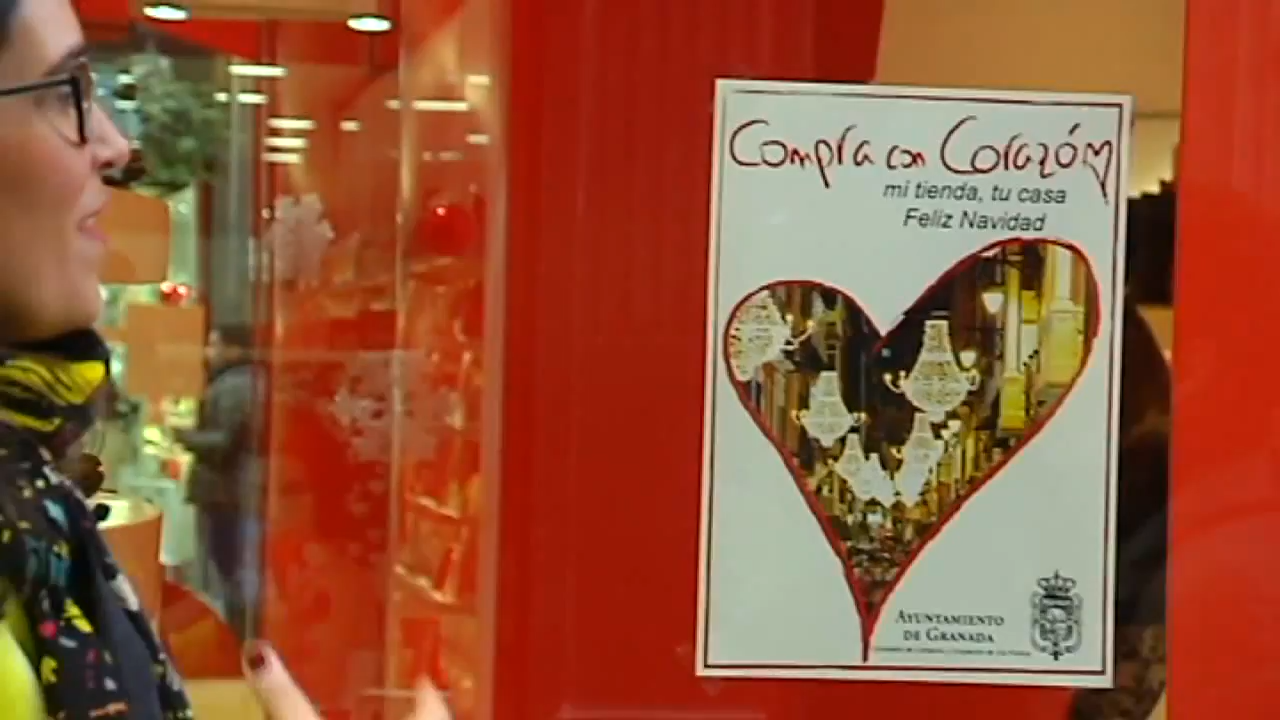 Compra con Corazón
mi tienda, tu casa
Feliz Navidad
AYUNTAMIENTO
DE GRANADA